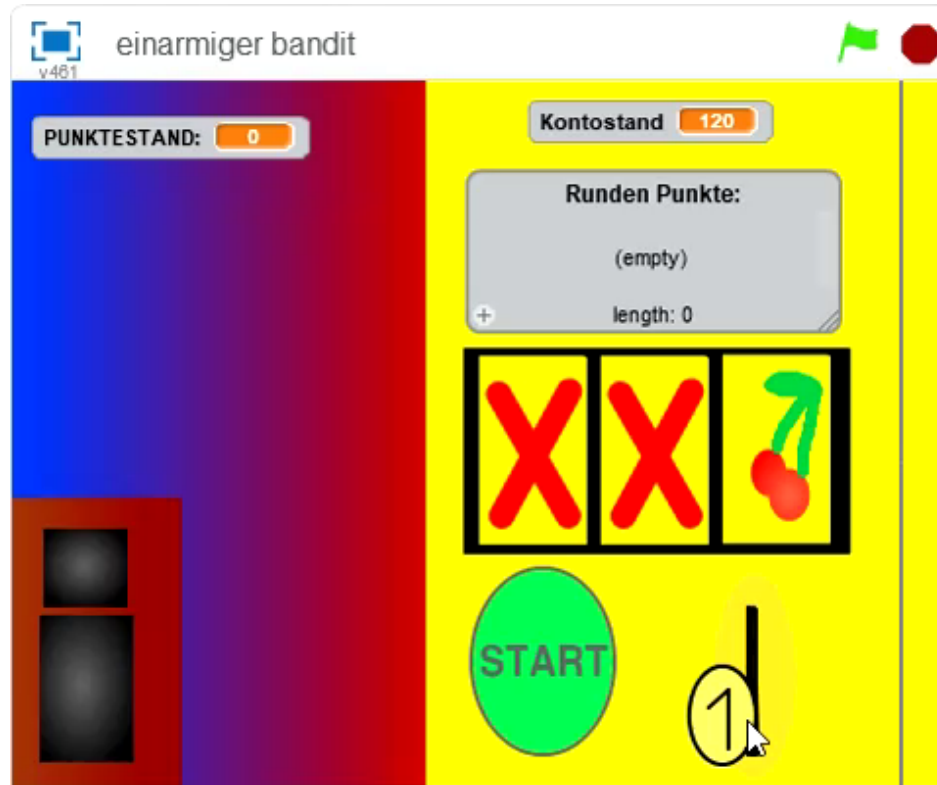 einarmiger bandit
v461
PUNKTESTAND: 0
Kontostand 120
Runden Punkte:
(empty)
+ length: 0
X X
START
1